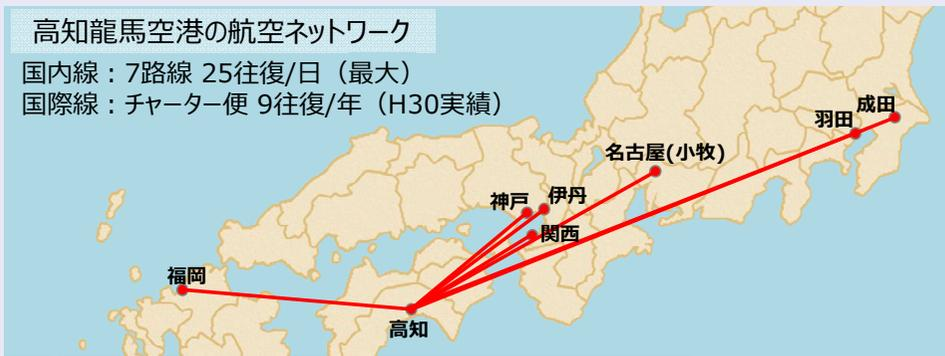 高知龍馬空港の航空ネットワーク
国内線：7路線 25往復/日（最大）
国際線：チャーター便 9往復/年（H30実績）
成田
羽田
名古屋(小牧)
神戸
伊丹
関西
福岡
高知